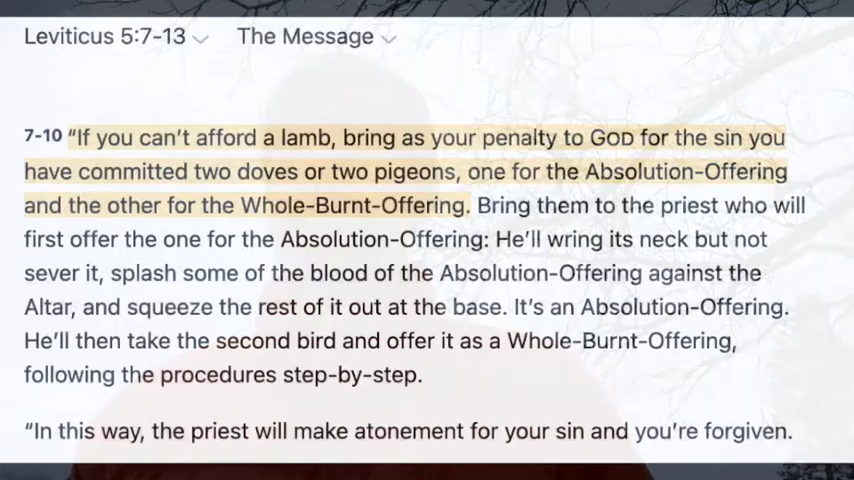 Leviticus 5:7-13 The Message
7-10 “If you can’t afford a lamb, bring as your penalty to GOD for the sin you
have committed two doves or two pigeons, one for the Absolution-Offering
and the other for the Whole-Burnt-Offering. Bring them to the priest who will
first offer the one for the Absolution-Offering: He’ll wring its neck but not
sever it, splash some of the blood of the Absolution-Offering against the
Altar, and squeeze the rest of it out at the base. It’s an Absolution-Offering.
He’ll then take the second bird and offer it as a Whole-Burnt-Offering,
following the procedures step-by-step.
“In this way, the priest will make atonement for your sin and you’re forgiven.